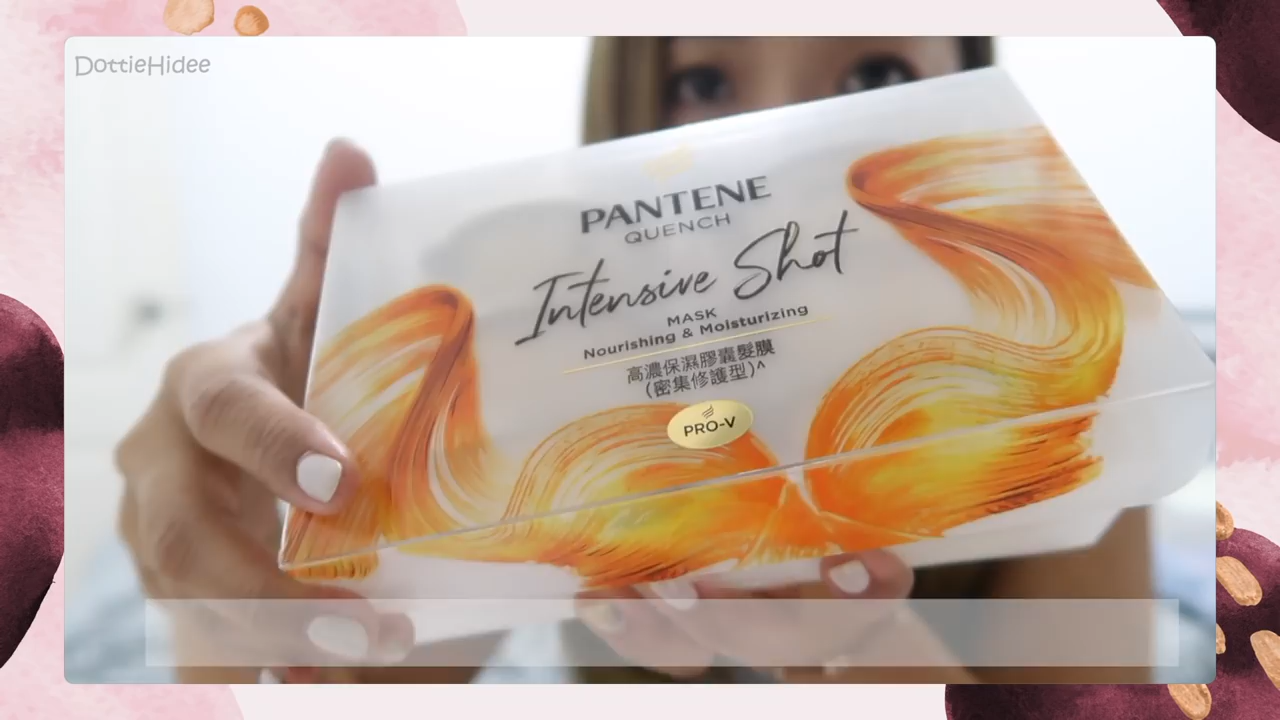 DottieHidee
PANTENE
QUENCH
Intensive Shot
MASK
Nourishing & Moisturizing
高濃保濕膠囊髮膜
(密集修護型)^
PRO-V